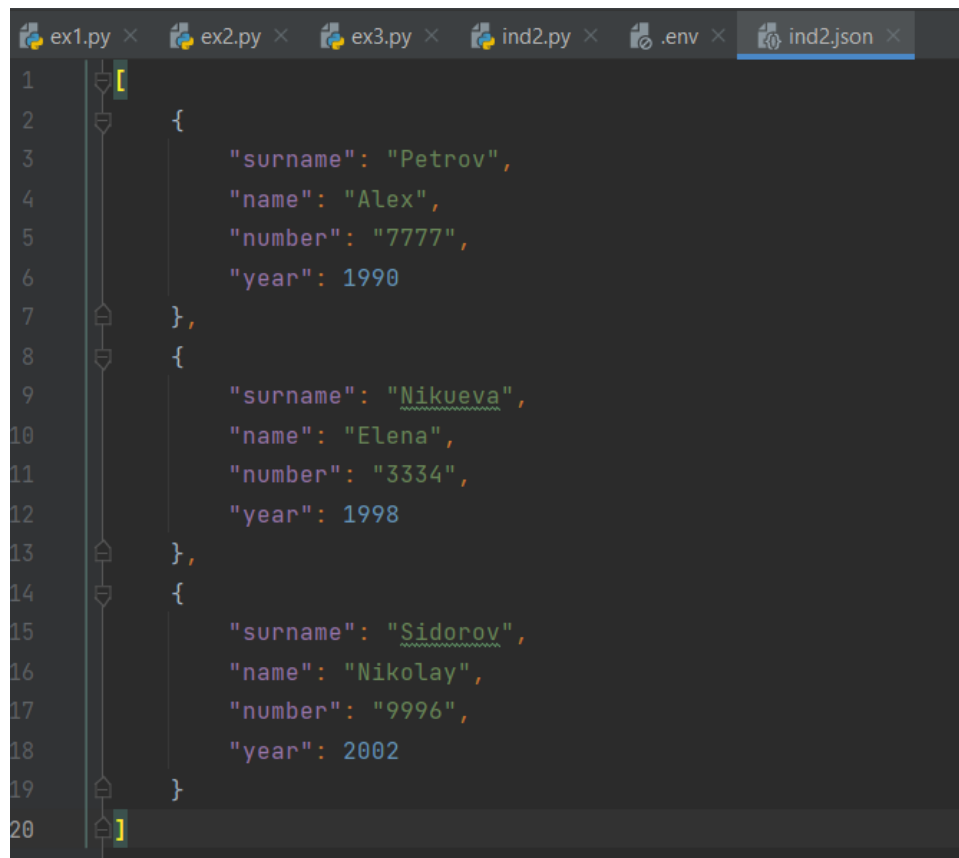 ex1.py ex2.py ex3.py ind2.py .env ind2.json
1 [
2 {
3 "surname": "Petrov",
4 "name": "Alex",
5 "number": "7777",
6 "year": 1990
7 },
8 {
9 "surname": "Nikueva",
10 "name": "Elena",
11 "number": "3334",
12 "year": 1998
13 },
14 {
15 "surname": "Sidorov",
16 "name": "Nikolay",
17 "number": "9996",
18 "year": 2002
19 }
20 ]